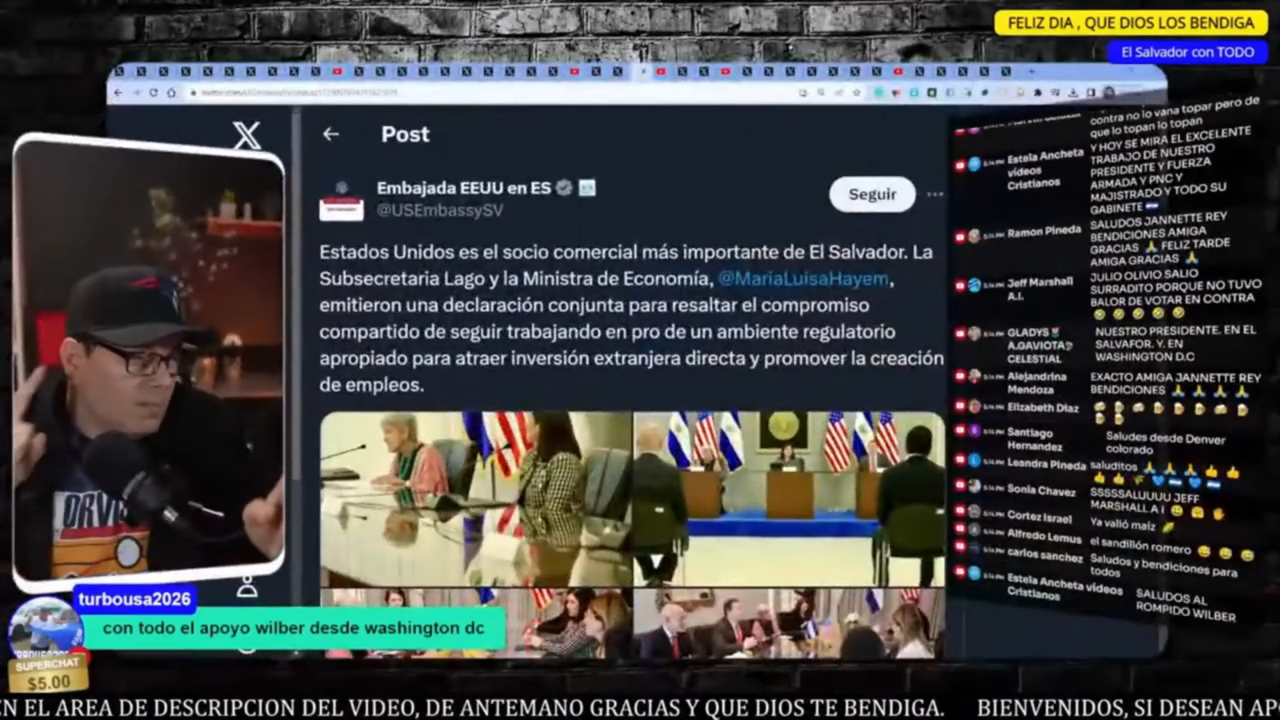 FELIZ DIA , QUE DIOS LOS BENDIGA
El Salvador con TODO
Post
Embajada EEUU en ES
@USEmbassySV
Seguir
Estados Unidos es el socio comercial más importante de El Salvador. La
Subsecretaria Lago y la Ministra de Economía, @MariaLuisaHayem,
emitieron una declaración conjunta para resaltar el compromiso
compartido de seguir trabajando en pro de un ambiente regulatorio
apropiado para atraer inversión extranjera directa y promover la creación
de empleos.
contra no lo vana topar pero de
que lo topan lo topan
Estela Ancheta
videos
Cristianos
Y HOY SE MIRA EL EXCELENTE
TRABAJO DE NUESTRO
PRESIDENTE Y FUERZA
ARMADA Y PNC Y
MAJISTRADO Y TODO SU
GABINETE
Ramon Pineda
SALUDOS JANNETTE REY
BENDICIONES AMIGA
GRACIAS 🙏 FELIZ TARDE
AMIGA GRACIAS 🙏
Jeff Marshall
A.I.
JULIO OLIVIO SALIO
SURRADITO PORQUE NO TUVO
BALOR DE VOTAR EN CONTRA
GLADYS
A.GAVIOTA
CELESTIAL
NUESTRO PRESIDENTE. EN EL
SALVAFOR. Y. EN
WASHINGTON D.C
Alejandrina
Mendoza
EXACTO AMIGA JANNETTE REY
BENDICIONES 🙏 🙏 🙏 🙏
Elizabeth Diaz
Santiago
Hernandez
Saludes desde Denver
colorado
Leandra Pineda
saluditos
Sonia Chavez
SSSSSALUUUU JEFF
MARSHALL A I
Cortez Israel
Ya valló maíz
Alfredo Lemus
el sandillón romero
carlos sanchez
Saludos y bendiciones para
todos
Estela Ancheta videos
Cristianos
SALUDOS AL
ROMPIDO WILBER
turbousa2026
con todo el apoyo wilber desde washington dc
SUPERCHAT
$5.00
EN EL AREA DE DESCRIPCION DEL VIDEO, DE ANTEMANO GRACIAS Y QUE DIOS TE BENDIGA. BIENVENIDOS, SI DESEAN